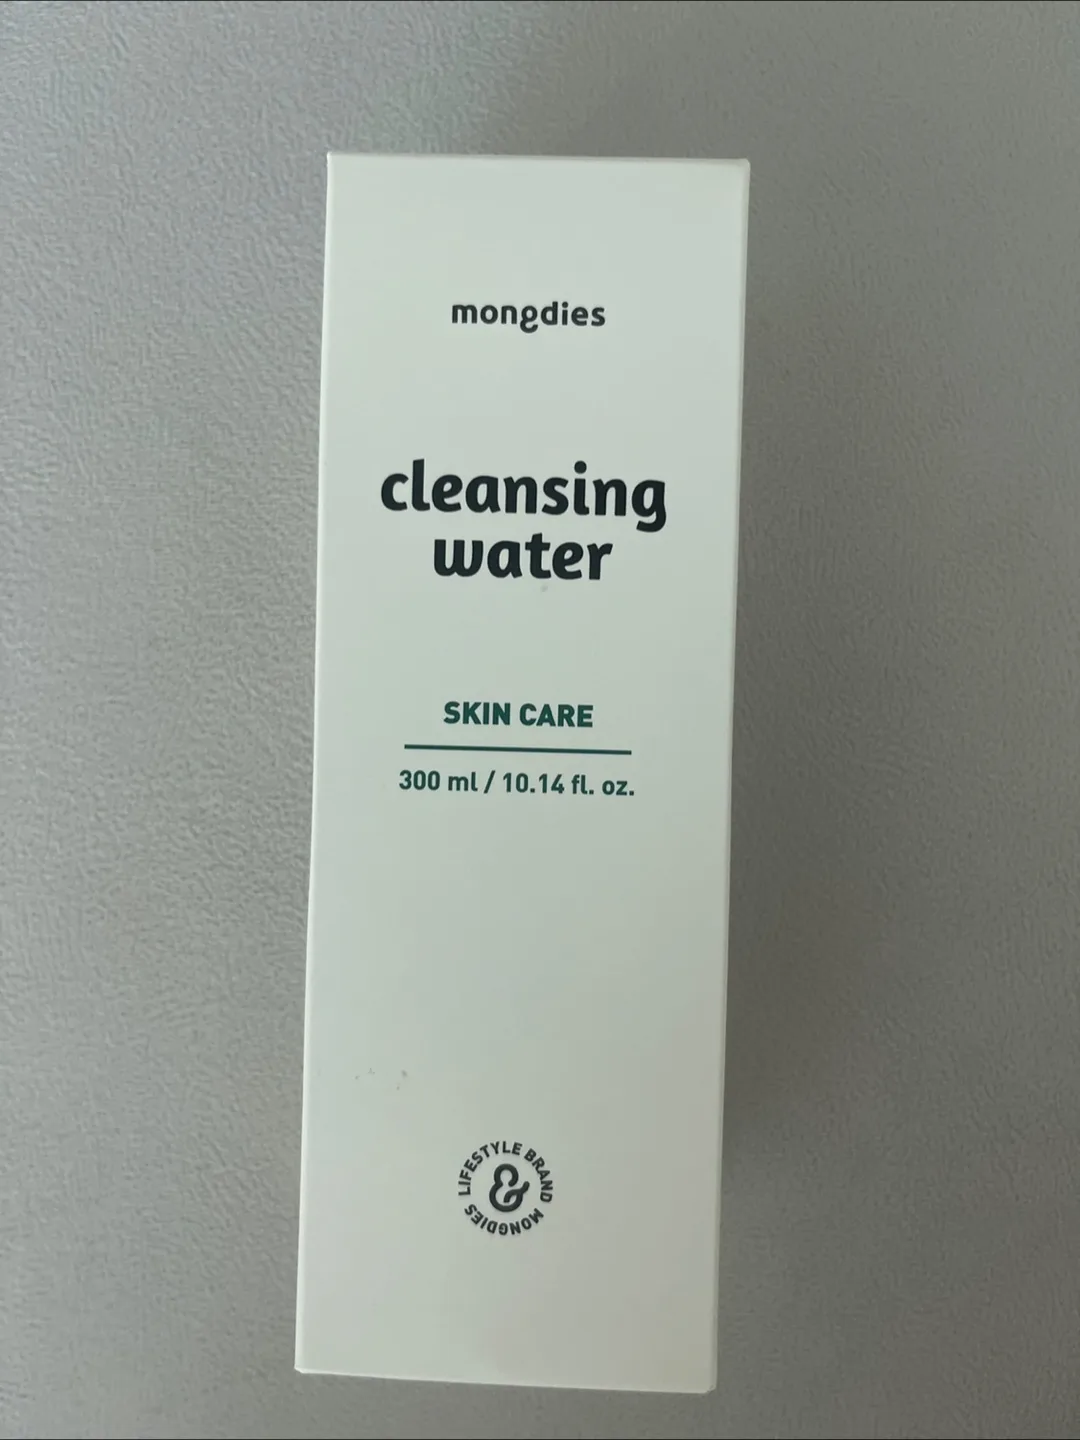 mongdies
cleansing
water
SKIN CARE
300 ml / 10.14 fl. oz.
LIFESTYLE BRAND MONGDIES
&